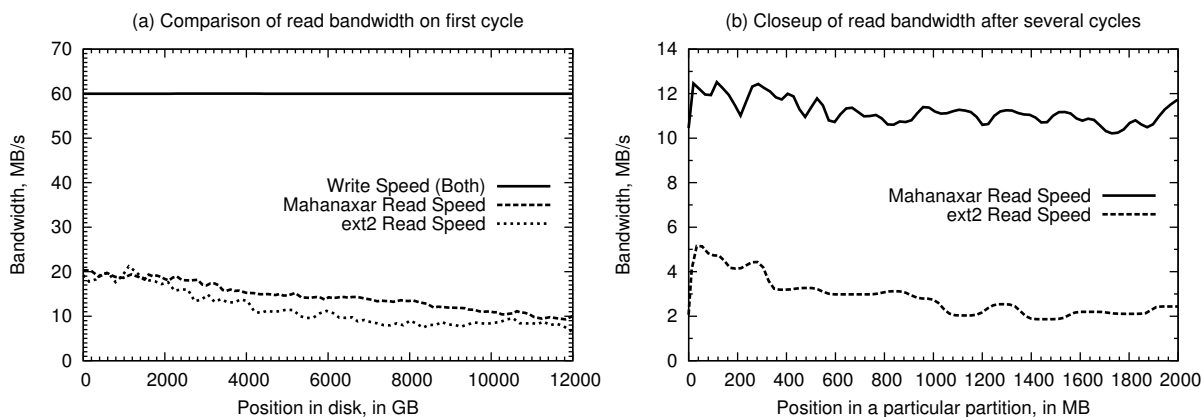 (a) Comparison of read bandwidth on first cycle
70
60
50
40
30
20
10
0
Bandwidth, MB/s
Write Speed (Both)
Mahanaxar Read Speed
ext2 Read Speed
0 2000 4000 6000 8000 10000 12000
Position in disk, in GB
(b) Closeup of read bandwidth after several cycles
14
12
10
8
6
4
2
0
Bandwidth, MB/s
Mahanaxar Read Speed
ext2 Read Speed
0 200 400 600 800 1000 1200 1400 1600 1800 2000
Position in a particular partition, in MB